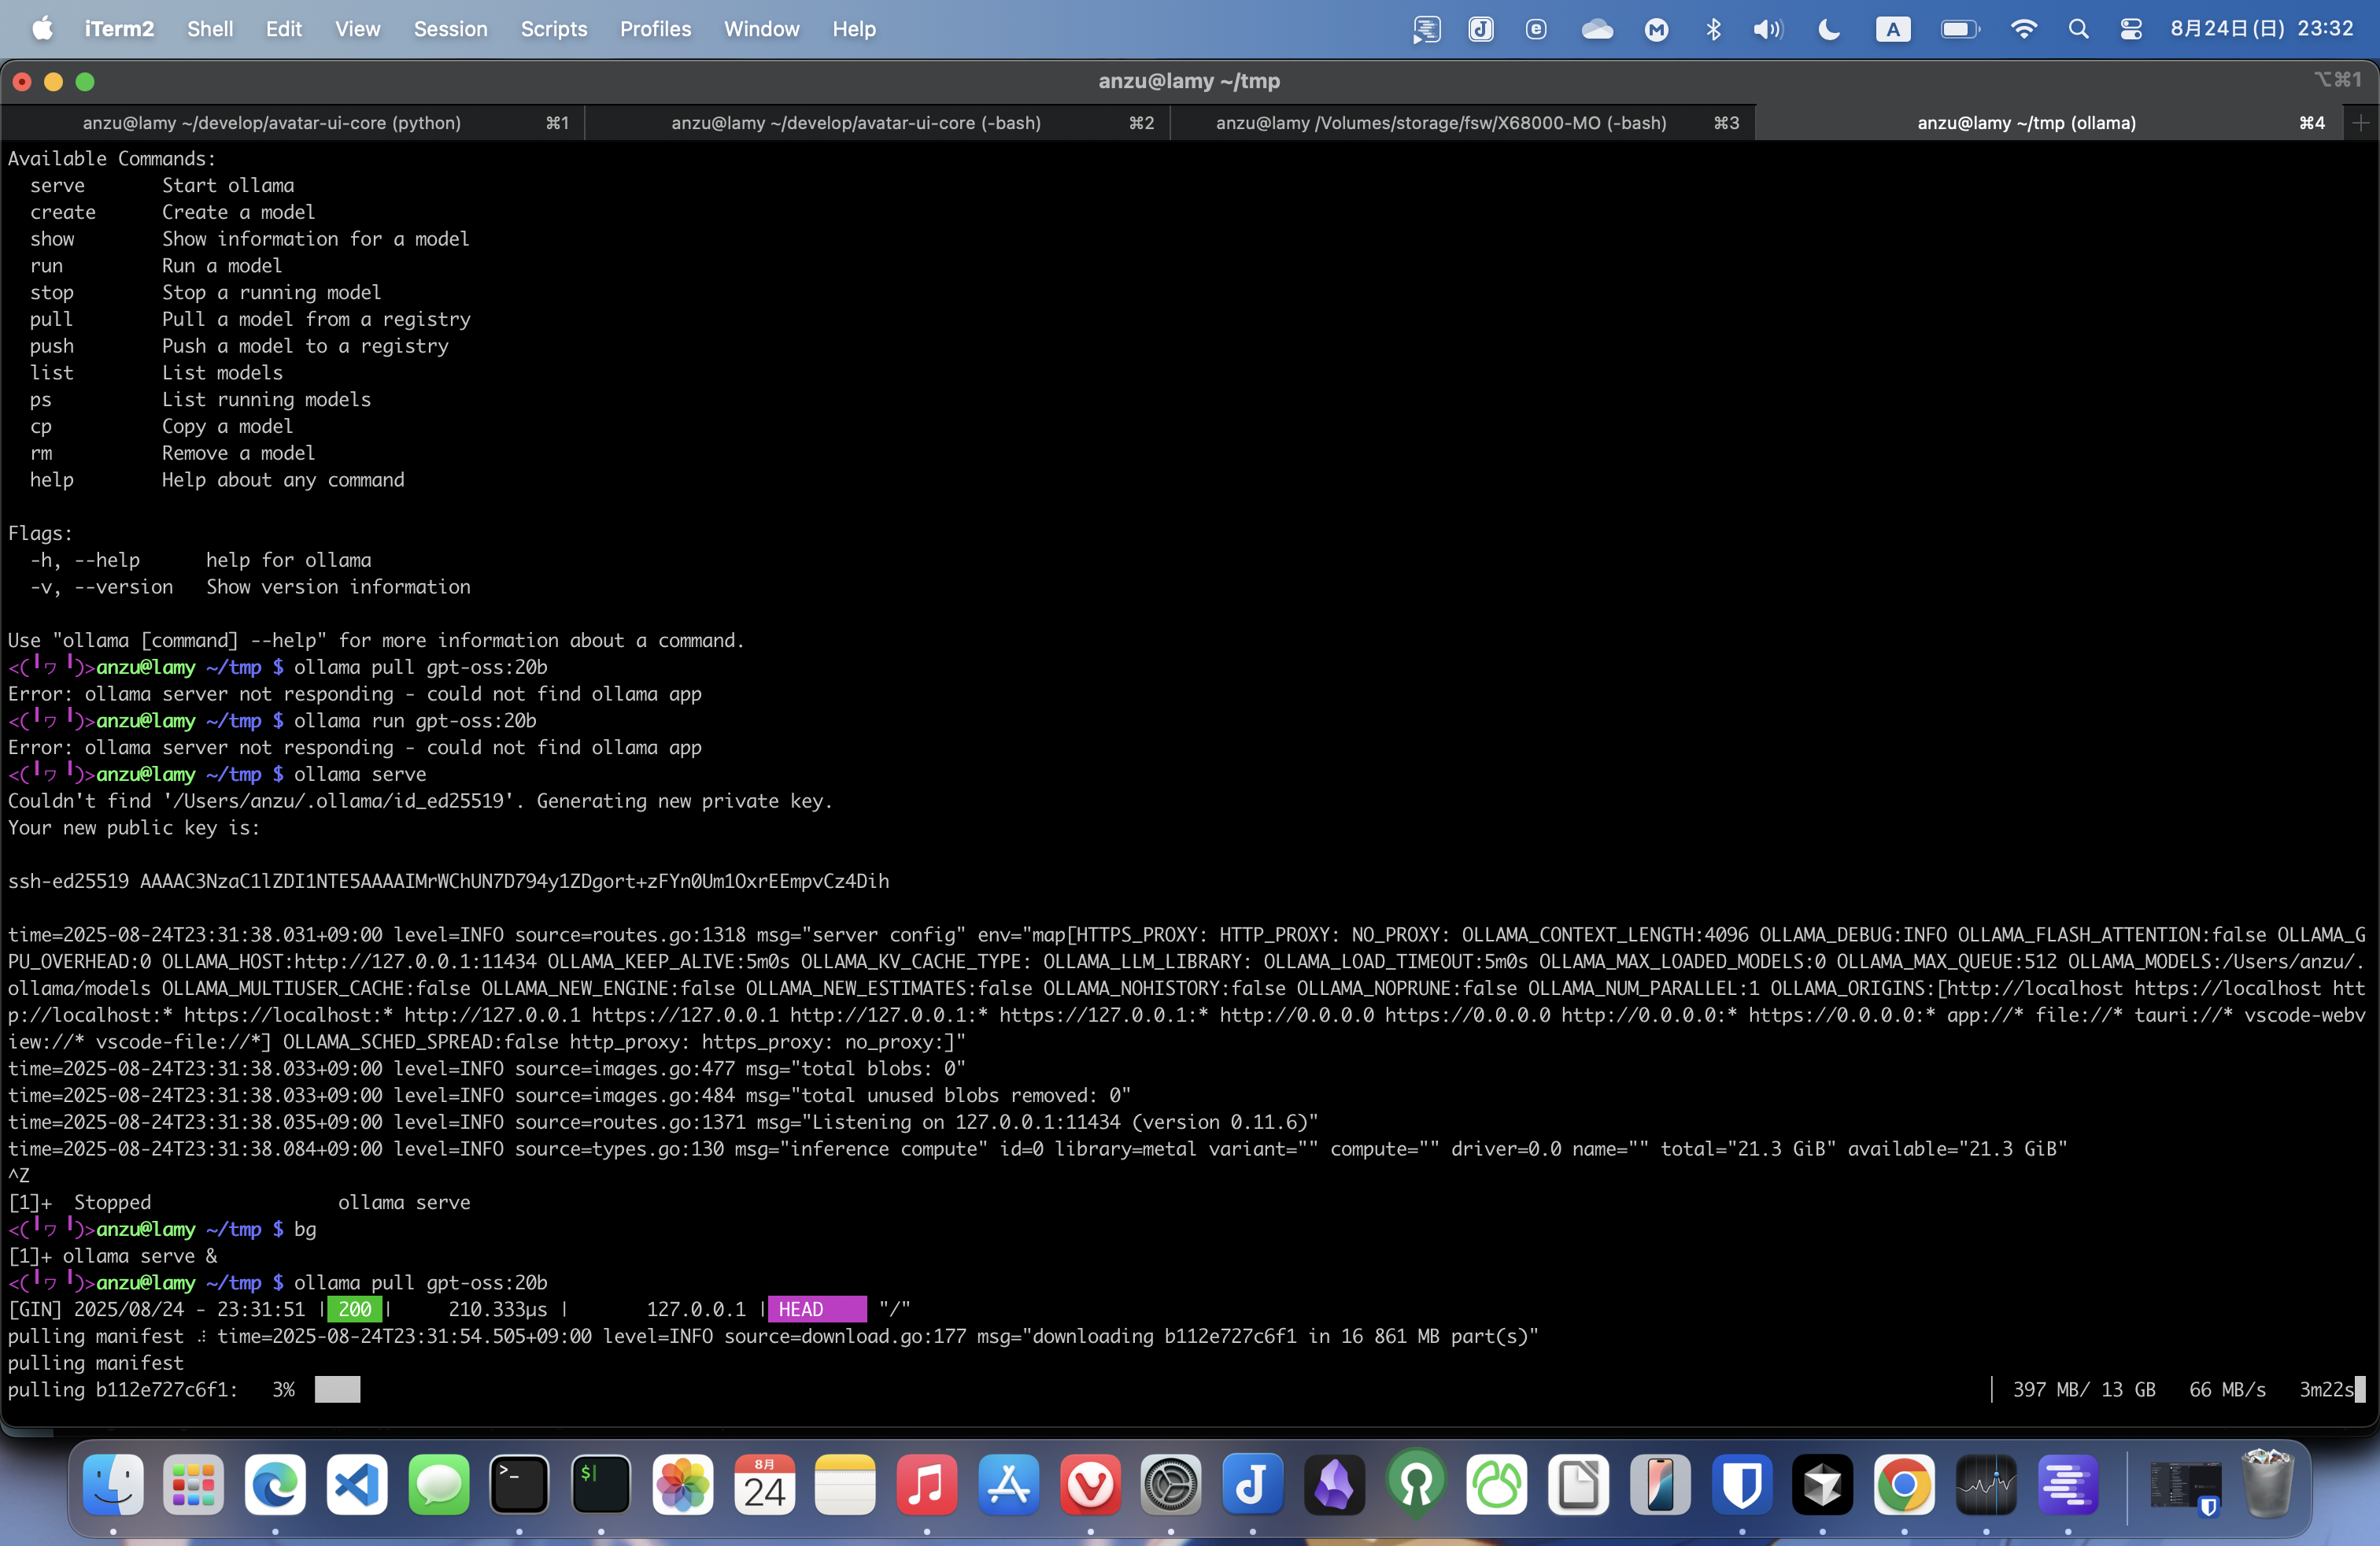 iTerm2 Shell Edit View Session Scripts Profiles Window Help A 8月24日(日) 23:32
anzu@lamy ~/tmp ⌥⌘1
anzu@lamy ~/develop/avatar-ui-core (python) ⌘1 anzu@lamy ~/develop/avatar-ui-core (-bash) ⌘2 anzu@lamy /Volumes/storage/fsw/X68000-MO (-bash) ⌘3 anzu@lamy ~/tmp (ollama) ⌘4
Available Commands:
serve Start ollama
create Create a model
show Show information for a model
run Run a model
stop Stop a running model
pull Pull a model from a registry
push Push a model to a registry
list List models
ps List running models
cp Copy a model
rm Remove a model
help Help about any command
Flags:
-h, --help help for ollama
-v, --version Show version information
Use "ollama [command] --help" for more information about a command.
<(╹ヮ╹)>anzu@lamy ~/tmp $ ollama pull gpt-oss:20b
Error: ollama server not responding - could not find ollama app
<(╹ヮ╹)>anzu@lamy ~/tmp $ ollama run gpt-oss:20b
Error: ollama server not responding - could not find ollama app
<(╹ヮ╹)>anzu@lamy ~/tmp $ ollama serve
Couldn't find '/Users/anzu/.ollama/id_ed25519'. Generating new private key.
Your new public key is:
ssh-ed25519 AAAAC3NzaC1lZDI1NTE5AAAAIMrWChUN7D794y1ZDgort+zFYn0Um1OxrEEmpvCz4Dih
time=2025-08-24T23:31:38.031+09:00 level=INFO source=routes.go:1318 msg="server config" env="map[HTTPS_PROXY: HTTP_PROXY: NO_PROXY: OLLAMA_CONTEXT_LENGTH:4096 OLLAMA_DEBUG:INFO OLLAMA_FLASH_ATTENTION:false OLLAMA_G
PU_OVERHEAD:0 OLLAMA_HOST:http://127.0.0.1:11434 OLLAMA_KEEP_ALIVE:5m0s OLLAMA_KV_CACHE_TYPE: OLLAMA_LLM_LIBRARY: OLLAMA_LOAD_TIMEOUT:5m0s OLLAMA_MAX_LOADED_MODELS:0 OLLAMA_MAX_QUEUE:512 OLLAMA_MODELS:/Users/anzu/.
ollama/models OLLAMA_MULTIUSER_CACHE:false OLLAMA_NEW_ENGINE:false OLLAMA_NEW_ESTIMATES:false OLLAMA_NOHISTORY:false OLLAMA_NOPRUNE:false OLLAMA_NUM_PARALLEL:1 OLLAMA_ORIGINS:[http://localhost https://localhost htt
p://localhost:* https://localhost:* http://127.0.0.1 https://127.0.0.1 http://127.0.0.1:* https://127.0.0.1:* http://0.0.0.0 https://0.0.0.0 http://0.0.0.0:* https://0.0.0.0:* app://* file://* tauri://* vscode-webv
iew://* vscode-file://*] OLLAMA_SCHED_SPREAD:false http_proxy: https_proxy: no_proxy:]"
time=2025-08-24T23:31:38.033+09:00 level=INFO source=images.go:477 msg="total blobs: 0"
time=2025-08-24T23:31:38.033+09:00 level=INFO source=images.go:484 msg="total unused blobs removed: 0"
time=2025-08-24T23:31:38.035+09:00 level=INFO source=routes.go:1371 msg="Listening on 127.0.0.1:11434 (version 0.11.6)"
time=2025-08-24T23:31:38.084+09:00 level=INFO source=types.go:130 msg="inference compute" id=0 library=metal variant="" compute="" driver=0.0 name="" total="21.3 GiB" available="21.3 GiB"
^Z
[1]+ Stopped ollama serve
<(╹ヮ╹)>anzu@lamy ~/tmp $ bg
[1]+ ollama serve &
<(╹ヮ╹)>anzu@lamy ~/tmp $ ollama pull gpt-oss:20b
[GIN] 2025/08/24 - 23:31:51 | 200 | 210.333µs | 127.0.0.1 | HEAD "/"
pulling manifest ⠼ time=2025-08-24T23:31:54.505+09:00 level=INFO source=download.go:177 msg="downloading b112e727c6f1 in 16 861 MB part(s)"
pulling manifest
pulling b112e727c6f1: 3% | 397 MB/ 13 GB 66 MB/s 3m22s
8月
24